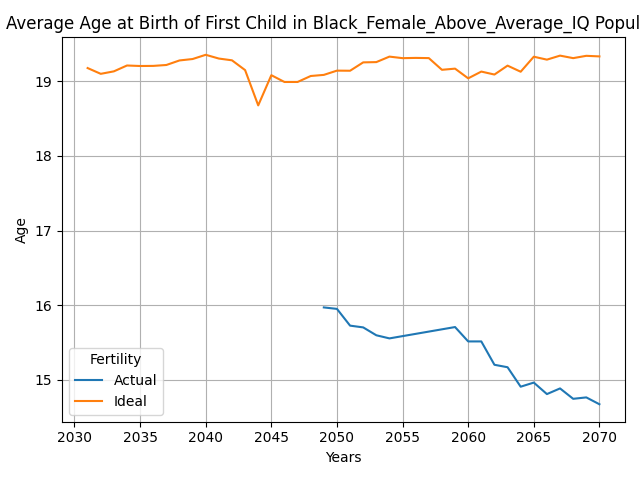 Average Age at Birth of First Child in Black_Female_Above_Average_IQ Popul
19
18
17
16
15
Age
Fertility
Actual
Ideal
2030 2035 2040 2045 2050 2055 2060 2065 2070
Years